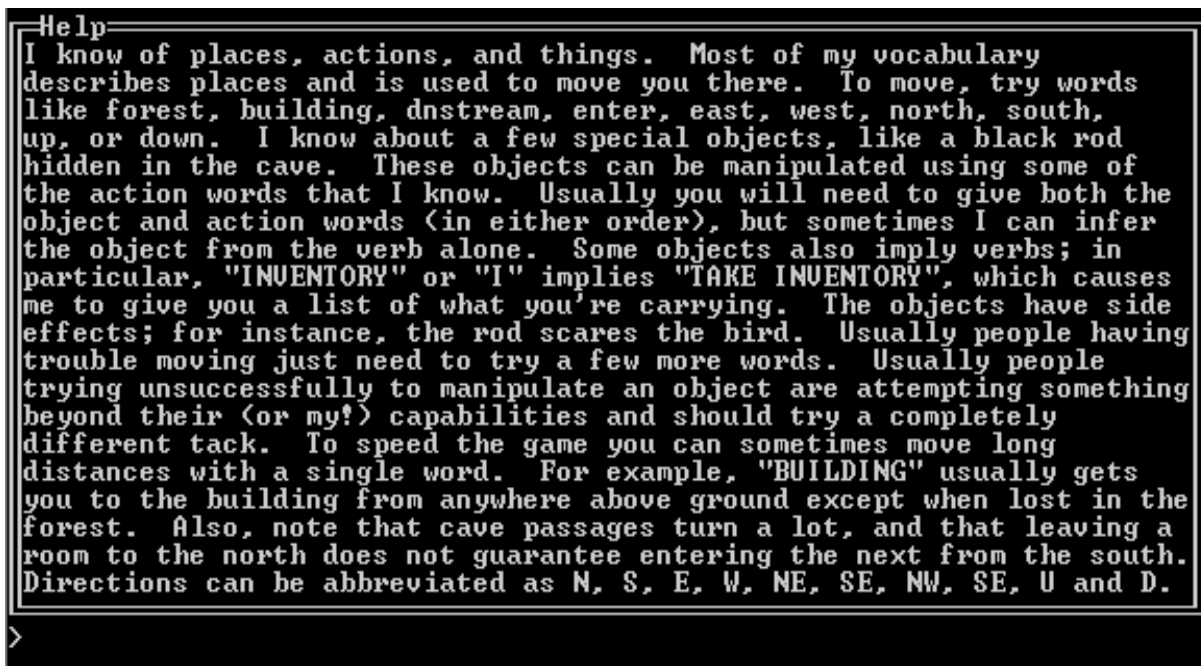 Help
I know of places, actions, and things.  Most of my vocabulary
describes places and is used to move you there.  To move, try words
like forest, building, dnstream, enter, east, west, north, south,
up, or down.  I know about a few special objects, like a black rod
hidden in the cave.  These objects can be manipulated using some of
the action words that I know.  Usually you will need to give both the
object and action words (in either order), but sometimes I can infer
the object from the verb alone.  Some objects also imply verbs; in
particular, "INVENTORY" or "I" implies "TAKE INVENTORY", which causes
me to give you a list of what you're carrying.  The objects have side
effects; for instance, the rod scares the bird.  Usually people having
trouble moving just need to try a few more words.  Usually people
trying unsuccessfully to manipulate an object are attempting something
beyond their (or my!) capabilities and should try a completely
different tack.  To speed the game you can sometimes move long
distances with a single word.  For example, "BUILDING" usually gets
you to the building from anywhere above ground except when lost in the
forest.  Also, note that cave passages turn a lot, and that leaving a
room to the north does not guarantee entering the next from the south.
Directions can be abbreviated as N, S, E, W, NE, SE, NW, SE, U and D.
>